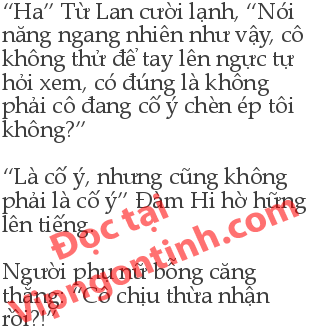 “Ha” Từ Lan cười lạnh, “Nói
năng ngang nhiên như vậy, cô
không thử để tay lên ngực tự
hỏi xem, có đúng là không
phải cô đang cố ý chèn ép tôi
không?”
“Là cố ý, nhưng cũng không
phải là cố ý” Đàm Hi hờ hững
lên tiếng.
Đọc tại
Vipngontinh.com
Người phụ nữ bỗng căng
thẳng, “Cô chịu thừa nhận
rồi?!”